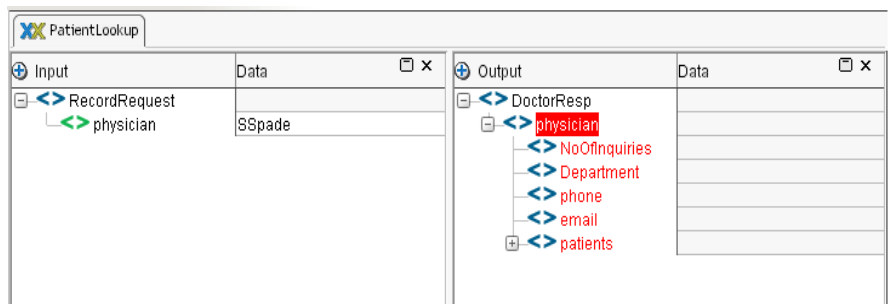 PatientLookup
Input Data
RecordRequest
physician SSpade
Output Data
DoctorResp
physician
NoOfInquiries
Department
phone
email
patients